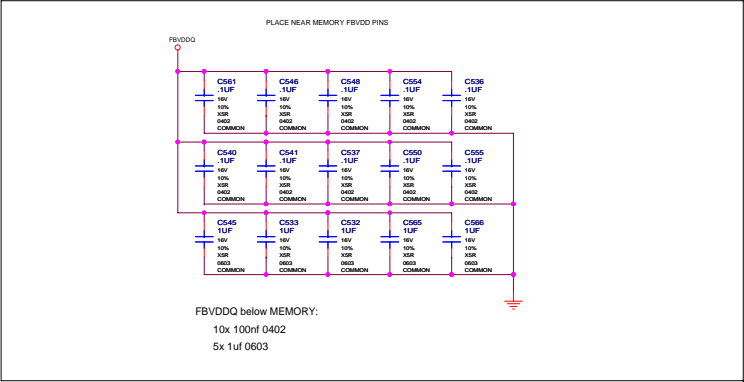 PLACE NEAR MEMORY FBVDD PINS
FBVDDQ
C561 C546 C548 C554 C536
.1UF .1UF .1UF .1UF .1UF
16V 16V 16V 16V 16V
10% 10% 10% 10% 10%
X5R X5R X5R X5R X5R
0402 0402 0402 0402 0402
COMMON COMMON COMMON COMMON COMMON
C540 C541 C537 C550 C555
.1UF .1UF .1UF .1UF .1UF
16V 16V 16V 16V 16V
10% 10% 10% 10% 10%
X5R X5R X5R X5R X5R
0402 0402 0402 0402 0402
COMMON COMMON COMMON COMMON COMMON
C545 C533 C532 C565 C566
1UF 1UF 1UF 1UF 1UF
16V 16V 16V 16V 16V
10% 10% 10% 10% 10%
X5R X5R X5R X5R X5R
0603 0603 0603 0603 0603
COMMON COMMON COMMON COMMON COMMON
FBVDDQ below MEMORY:
10x 100nf 0402
5x 1uf 0603